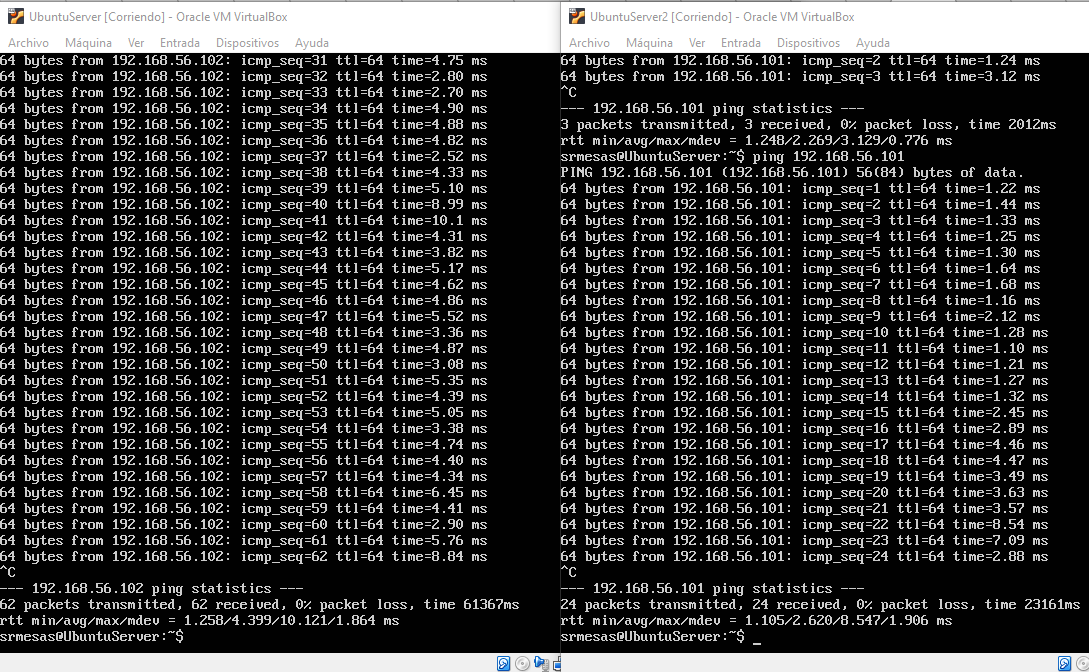 UbuntuServer [Corriendo] - Oracle VM VirtualBox
Archivo Máquina Ver Entrada Dispositivos Ayuda
64 bytes from 192.168.56.102: icmp_seq=31 ttl=64 time=4.75 ms
64 bytes from 192.168.56.102: icmp_seq=32 ttl=64 time=2.80 ms
64 bytes from 192.168.56.102: icmp_seq=33 ttl=64 time=2.70 ms
64 bytes from 192.168.56.102: icmp_seq=34 ttl=64 time=4.90 ms
64 bytes from 192.168.56.102: icmp_seq=35 ttl=64 time=4.88 ms
64 bytes from 192.168.56.102: icmp_seq=36 ttl=64 time=4.82 ms
64 bytes from 192.168.56.102: icmp_seq=37 ttl=64 time=2.52 ms
64 bytes from 192.168.56.102: icmp_seq=38 ttl=64 time=4.33 ms
64 bytes from 192.168.56.102: icmp_seq=39 ttl=64 time=5.10 ms
64 bytes from 192.168.56.102: icmp_seq=40 ttl=64 time=8.99 ms
64 bytes from 192.168.56.102: icmp_seq=41 ttl=64 time=10.1 ms
64 bytes from 192.168.56.102: icmp_seq=42 ttl=64 time=4.31 ms
64 bytes from 192.168.56.102: icmp_seq=43 ttl=64 time=3.82 ms
64 bytes from 192.168.56.102: icmp_seq=44 ttl=64 time=5.17 ms
64 bytes from 192.168.56.102: icmp_seq=45 ttl=64 time=4.62 ms
64 bytes from 192.168.56.102: icmp_seq=46 ttl=64 time=4.86 ms
64 bytes from 192.168.56.102: icmp_seq=47 ttl=64 time=5.52 ms
64 bytes from 192.168.56.102: icmp_seq=48 ttl=64 time=3.36 ms
64 bytes from 192.168.56.102: icmp_seq=49 ttl=64 time=4.87 ms
64 bytes from 192.168.56.102: icmp_seq=50 ttl=64 time=3.08 ms
64 bytes from 192.168.56.102: icmp_seq=51 ttl=64 time=5.35 ms
64 bytes from 192.168.56.102: icmp_seq=52 ttl=64 time=4.39 ms
64 bytes from 192.168.56.102: icmp_seq=53 ttl=64 time=5.05 ms
64 bytes from 192.168.56.102: icmp_seq=54 ttl=64 time=3.38 ms
64 bytes from 192.168.56.102: icmp_seq=55 ttl=64 time=4.74 ms
64 bytes from 192.168.56.102: icmp_seq=56 ttl=64 time=4.40 ms
64 bytes from 192.168.56.102: icmp_seq=57 ttl=64 time=4.34 ms
64 bytes from 192.168.56.102: icmp_seq=58 ttl=64 time=6.45 ms
64 bytes from 192.168.56.102: icmp_seq=59 ttl=64 time=4.41 ms
64 bytes from 192.168.56.102: icmp_seq=60 ttl=64 time=2.90 ms
64 bytes from 192.168.56.102: icmp_seq=61 ttl=64 time=5.76 ms
64 bytes from 192.168.56.102: icmp_seq=62 ttl=64 time=8.84 ms
^C
--- 192.168.56.102 ping statistics ---
62 packets transmitted, 62 received, 0% packet loss, time 61367ms
rtt min/avg/max/mdev = 1.258/4.399/10.121/1.864 ms
srmesas@UbuntuServer:~$
UbuntuServer2 [Corriendo] - Oracle VM VirtualBox
Archivo Máquina Ver Entrada Dispositivos Ayuda
64 bytes from 192.168.56.101: icmp_seq=2 ttl=64 time=1.24 ms
64 bytes from 192.168.56.101: icmp_seq=3 ttl=64 time=3.12 ms
^C
--- 192.168.56.101 ping statistics ---
3 packets transmitted, 3 received, 0% packet loss, time 2012ms
rtt min/avg/max/mdev = 1.248/2.269/3.129/0.776 ms
srmesas@UbuntuServer:~$ ping 192.168.56.101
PING 192.168.56.101 (192.168.56.101) 56(84) bytes of data.
64 bytes from 192.168.56.101: icmp_seq=1 ttl=64 time=1.22 ms
64 bytes from 192.168.56.101: icmp_seq=2 ttl=64 time=1.44 ms
64 bytes from 192.168.56.101: icmp_seq=3 ttl=64 time=1.33 ms
64 bytes from 192.168.56.101: icmp_seq=4 ttl=64 time=1.25 ms
64 bytes from 192.168.56.101: icmp_seq=5 ttl=64 time=1.30 ms
64 bytes from 192.168.56.101: icmp_seq=6 ttl=64 time=1.64 ms
64 bytes from 192.168.56.101: icmp_seq=7 ttl=64 time=1.68 ms
64 bytes from 192.168.56.101: icmp_seq=8 ttl=64 time=1.16 ms
64 bytes from 192.168.56.101: icmp_seq=9 ttl=64 time=2.12 ms
64 bytes from 192.168.56.101: icmp_seq=10 ttl=64 time=1.28 ms
64 bytes from 192.168.56.101: icmp_seq=11 ttl=64 time=1.10 ms
64 bytes from 192.168.56.101: icmp_seq=12 ttl=64 time=1.21 ms
64 bytes from 192.168.56.101: icmp_seq=13 ttl=64 time=1.27 ms
64 bytes from 192.168.56.101: icmp_seq=14 ttl=64 time=1.32 ms
64 bytes from 192.168.56.101: icmp_seq=15 ttl=64 time=2.45 ms
64 bytes from 192.168.56.101: icmp_seq=16 ttl=64 time=2.89 ms
64 bytes from 192.168.56.101: icmp_seq=17 ttl=64 time=4.46 ms
64 bytes from 192.168.56.101: icmp_seq=18 ttl=64 time=4.47 ms
64 bytes from 192.168.56.101: icmp_seq=19 ttl=64 time=3.49 ms
64 bytes from 192.168.56.101: icmp_seq=20 ttl=64 time=3.63 ms
64 bytes from 192.168.56.101: icmp_seq=21 ttl=64 time=3.57 ms
64 bytes from 192.168.56.101: icmp_seq=22 ttl=64 time=8.54 ms
64 bytes from 192.168.56.101: icmp_seq=23 ttl=64 time=7.09 ms
64 bytes from 192.168.56.101: icmp_seq=24 ttl=64 time=2.88 ms
^C
--- 192.168.56.101 ping statistics ---
24 packets transmitted, 24 received, 0% packet loss, time 23161ms
rtt min/avg/max/mdev = 1.105/2.620/8.547/1.906 ms
srmesas@UbuntuServer:~$ _